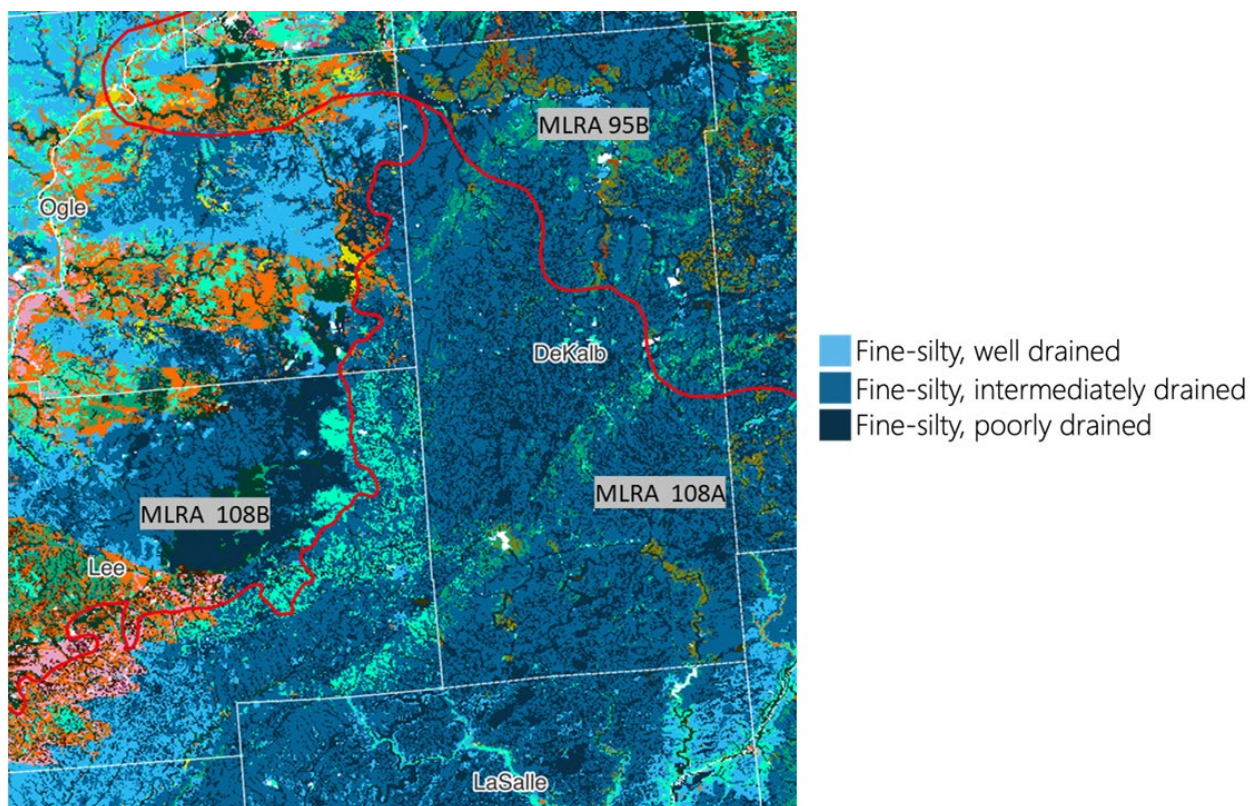 MLRA 95B
Ogle
DeKalb
MLRA 108A
MLRA 108B
Lee
LaSalle
Fine-silty, well drained
Fine-silty, intermediately drained
Fine-silty, poorly drained